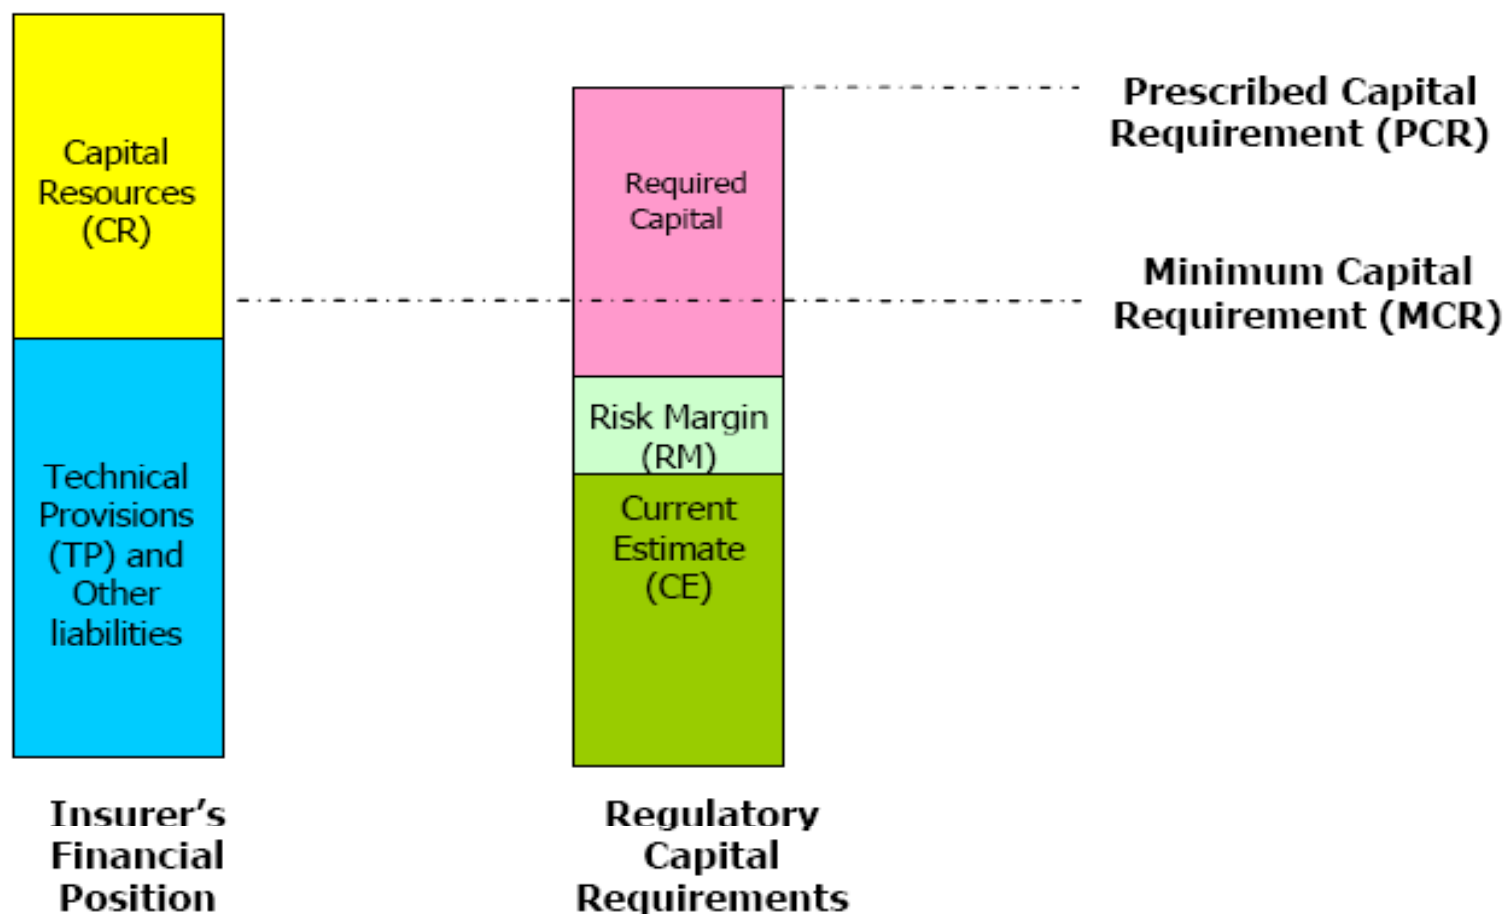 Capital
Resources
(CR)
Technical
Provisions
(TP) and
Other
liabilities
Insurer's
Financial
Position
Required
Capital
Risk Margin
(RM)
Current
Estimate
(CE)
Regulatory
Capital
Requirements
Prescribed Capital
Requirement (PCR)
Minimum Capital
Requirement (MCR)